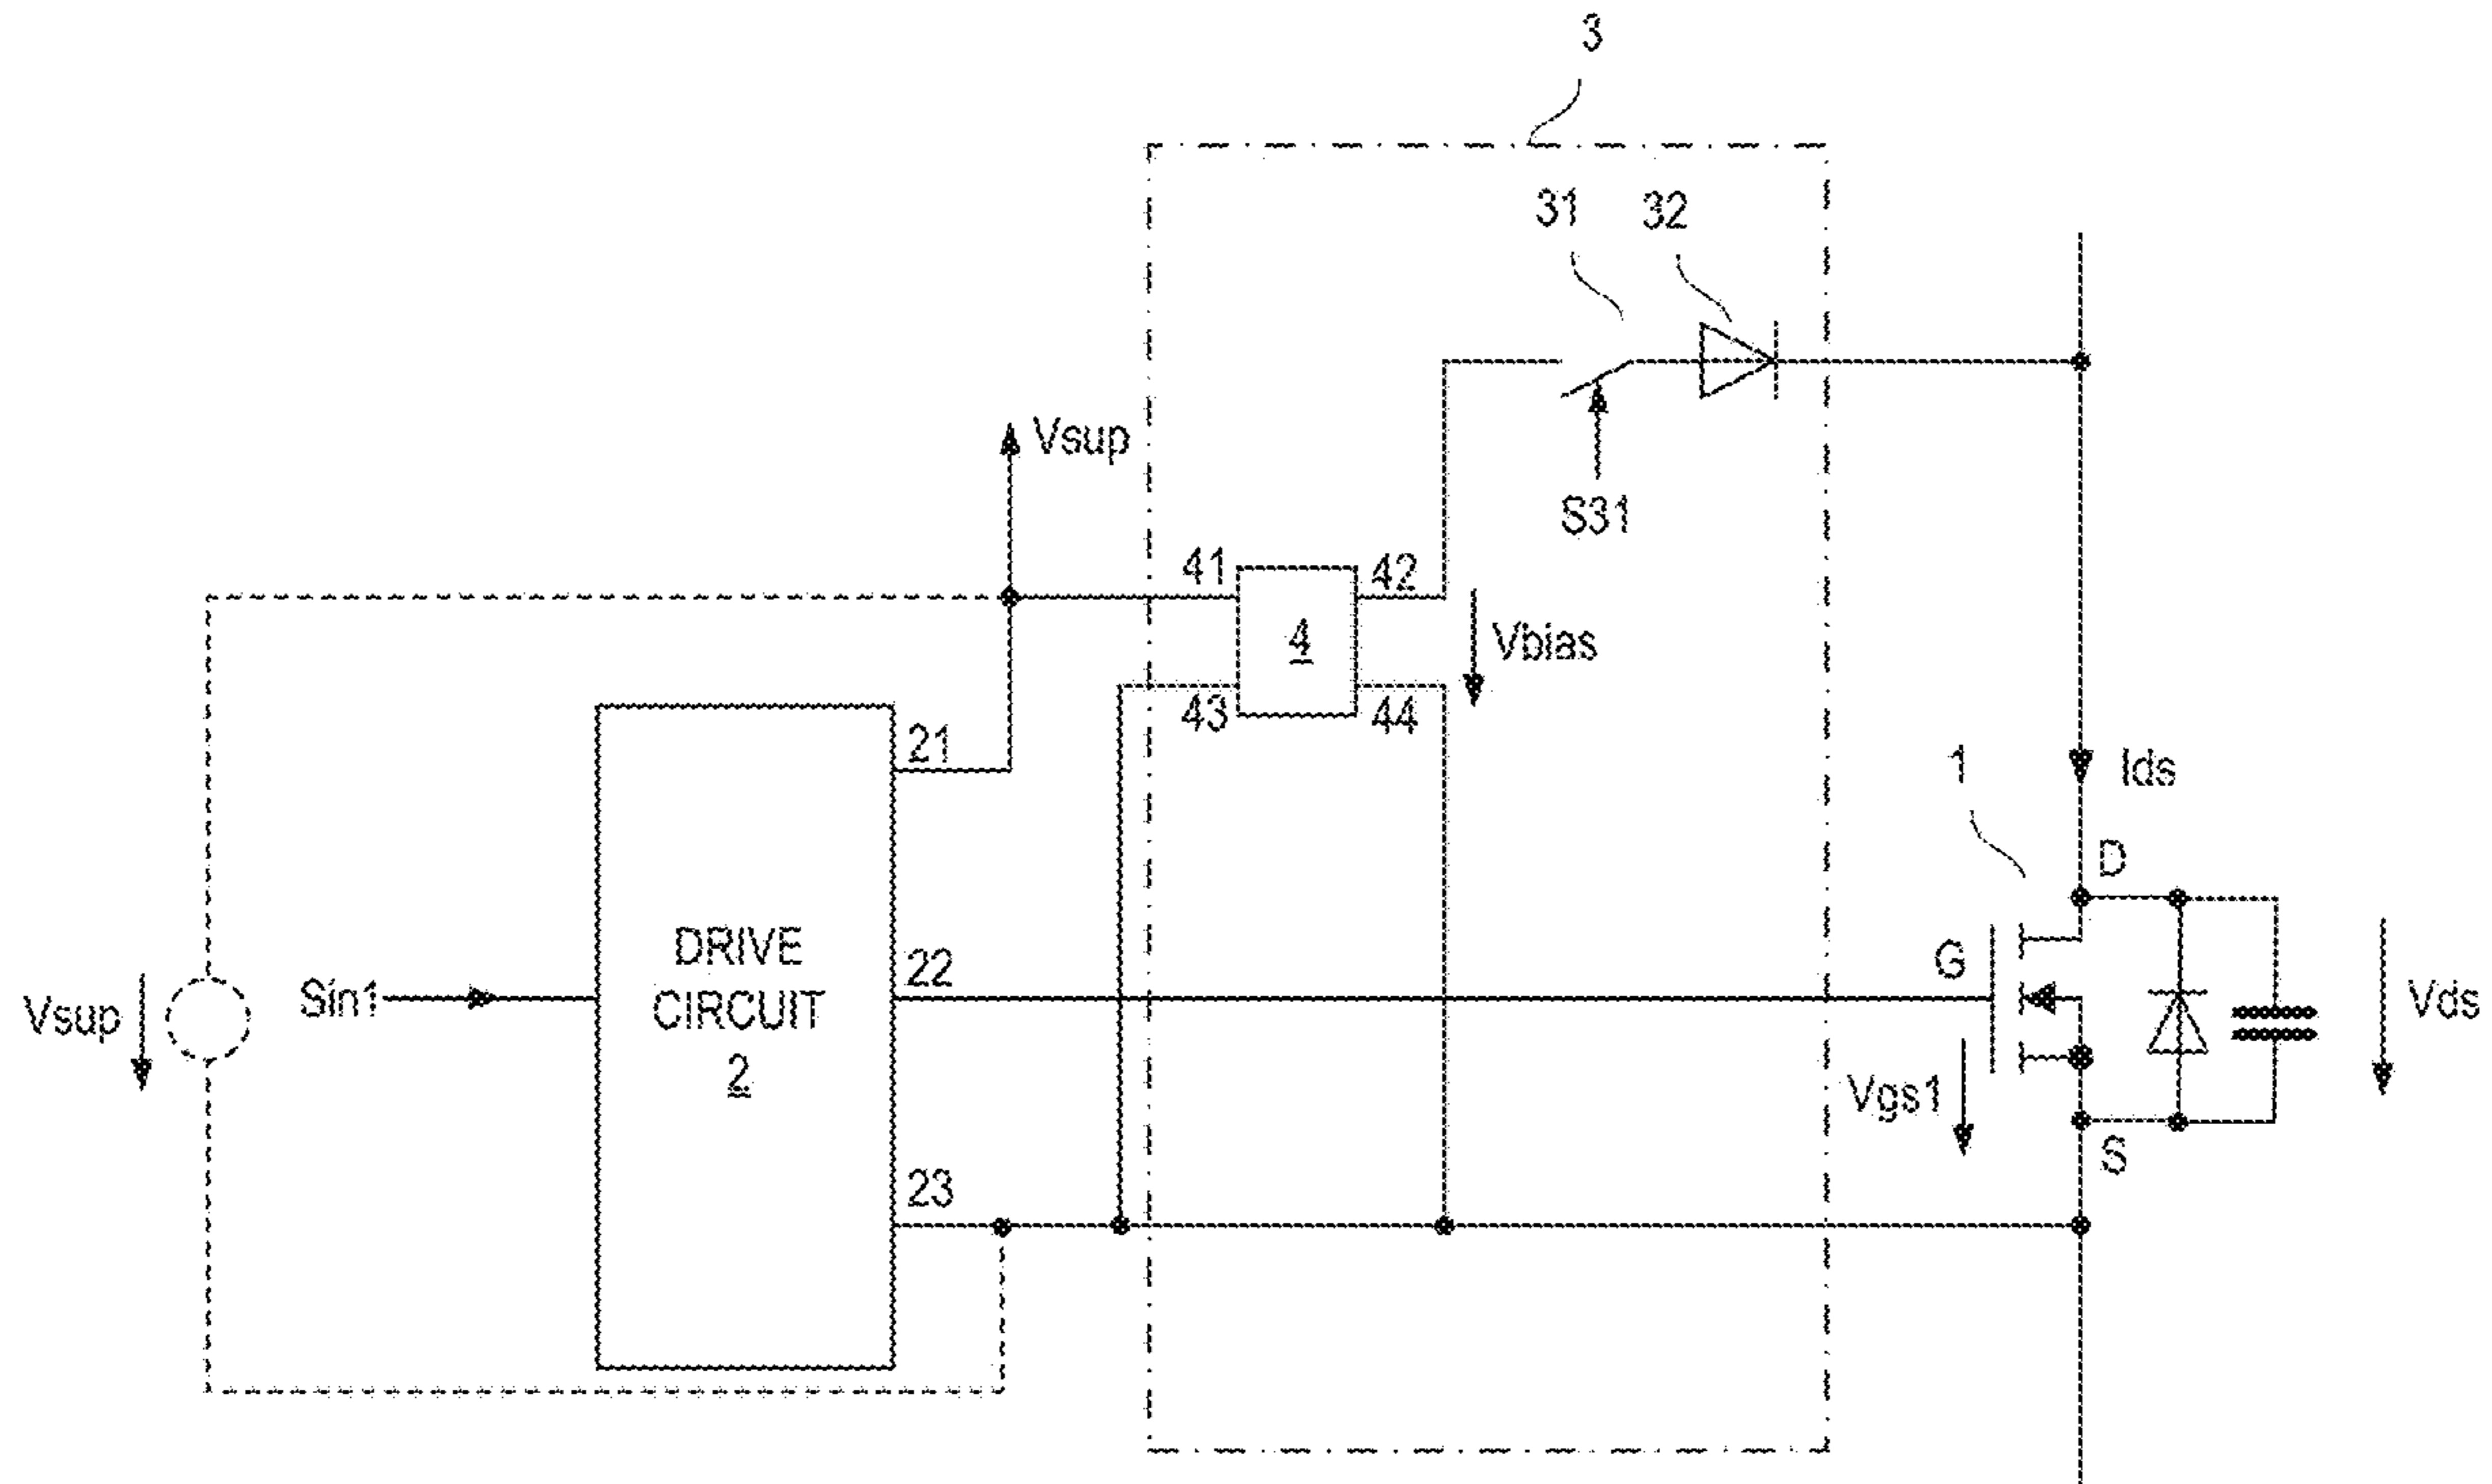 3
31 32
Vsup
S31
41 42
4
Vbias
43 44
21
1
Ids
D
DRIVE
CIRCUIT
2
22
G
Vsup
Sin1
Vds
Vgs1
23
S